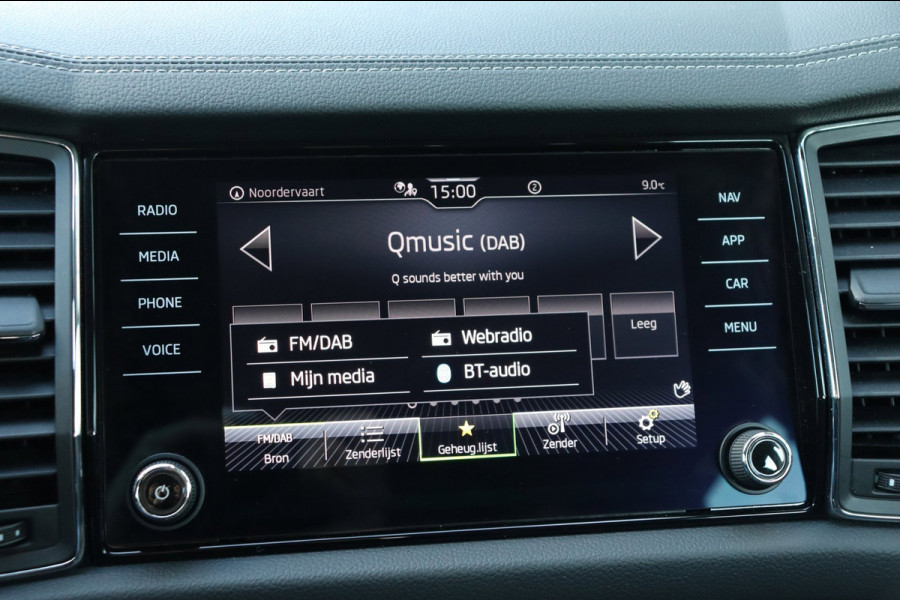 Noordervaart
15:00
2
9.0°C
RADIO
MEDIA
PHONE
VOICE
Qmusic (DAB)
Q sounds better with you
Leeg
FM/DAB
Webradio
Mijn media
BT-audio
FM/DAB
Bron
Zenderlijst
Geheug.lijst
Zender
Setup
NAV
APP
CAR
MENU